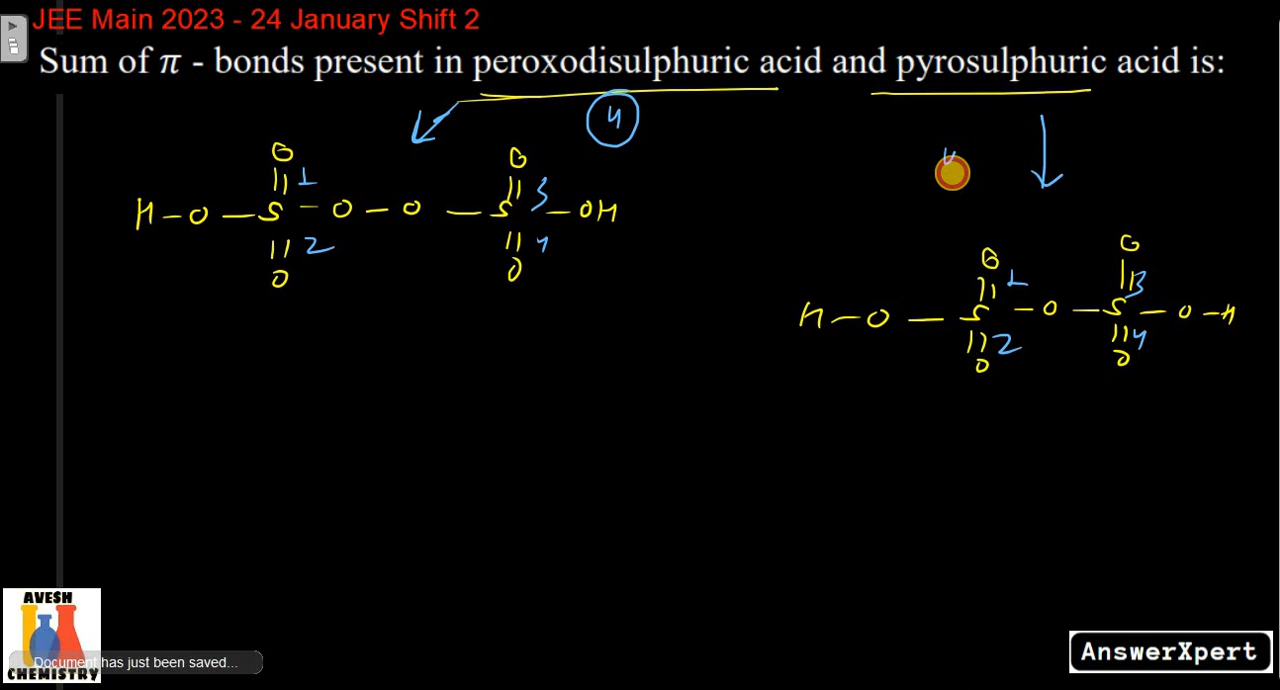 JEE Main 2023 - 24 January Shift 2
Sum of π - bonds present in peroxodisulphuric acid and pyrosulphuric acid is:
4
O O
|| 1 || 3
H-O-S-O-O-S-OH
|| 2 || 4
O O
O O
|| 1 || 3
H-O-S-O-S-O-H
|| 2 || 4
O O
AVESH
CHEMISTRY
Document has just been saved...
AnswerXpert